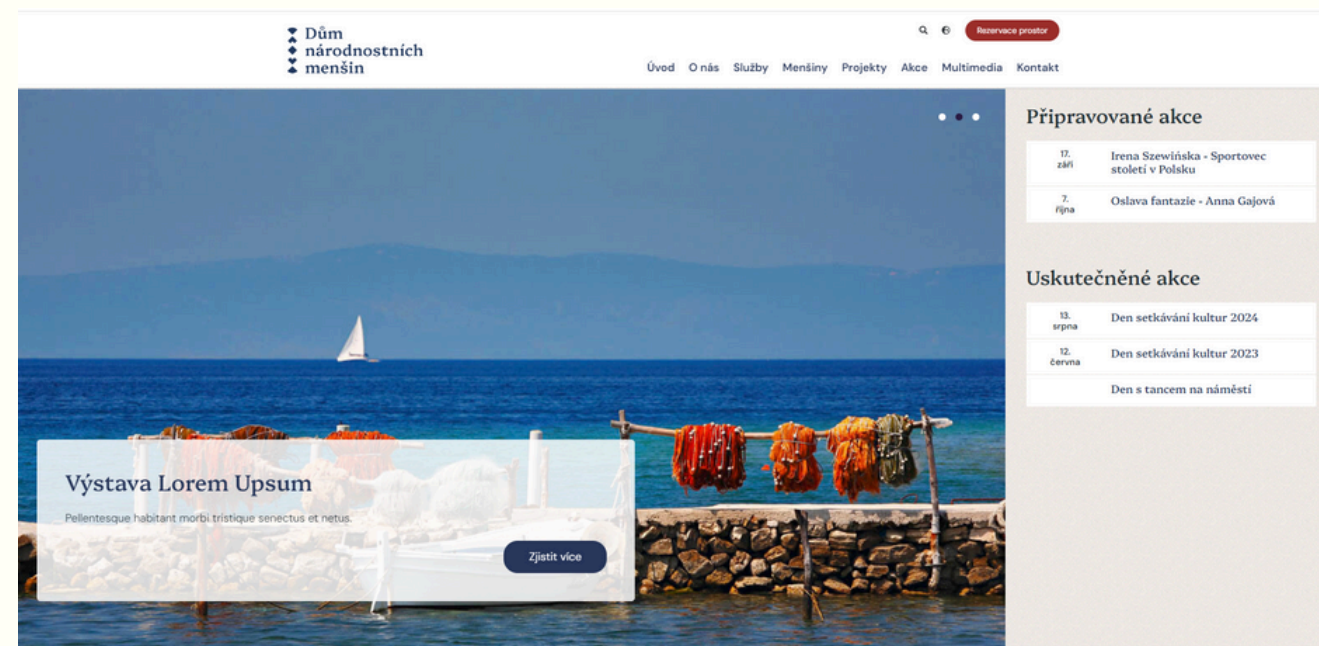 Dům
národnostních
menšin
Rezervace prostor
Úvod O nás Služby Menšiny Projekty Akce Multimedia Kontakt
Výstava Lorem Upsum
Pellentesque habitant morbi tristique senectus et netus.
Zjistit více
Připravované akce
17.
září
Irena Szewińska - Sportovec
století v Polsku
7.
října
Oslava fantazie - Anna Gajová
Uskutečněné akce
13.
srpna
Den setkávání kultur 2024
12.
června
Den setkávání kultur 2023
Den s tancem na náměstí